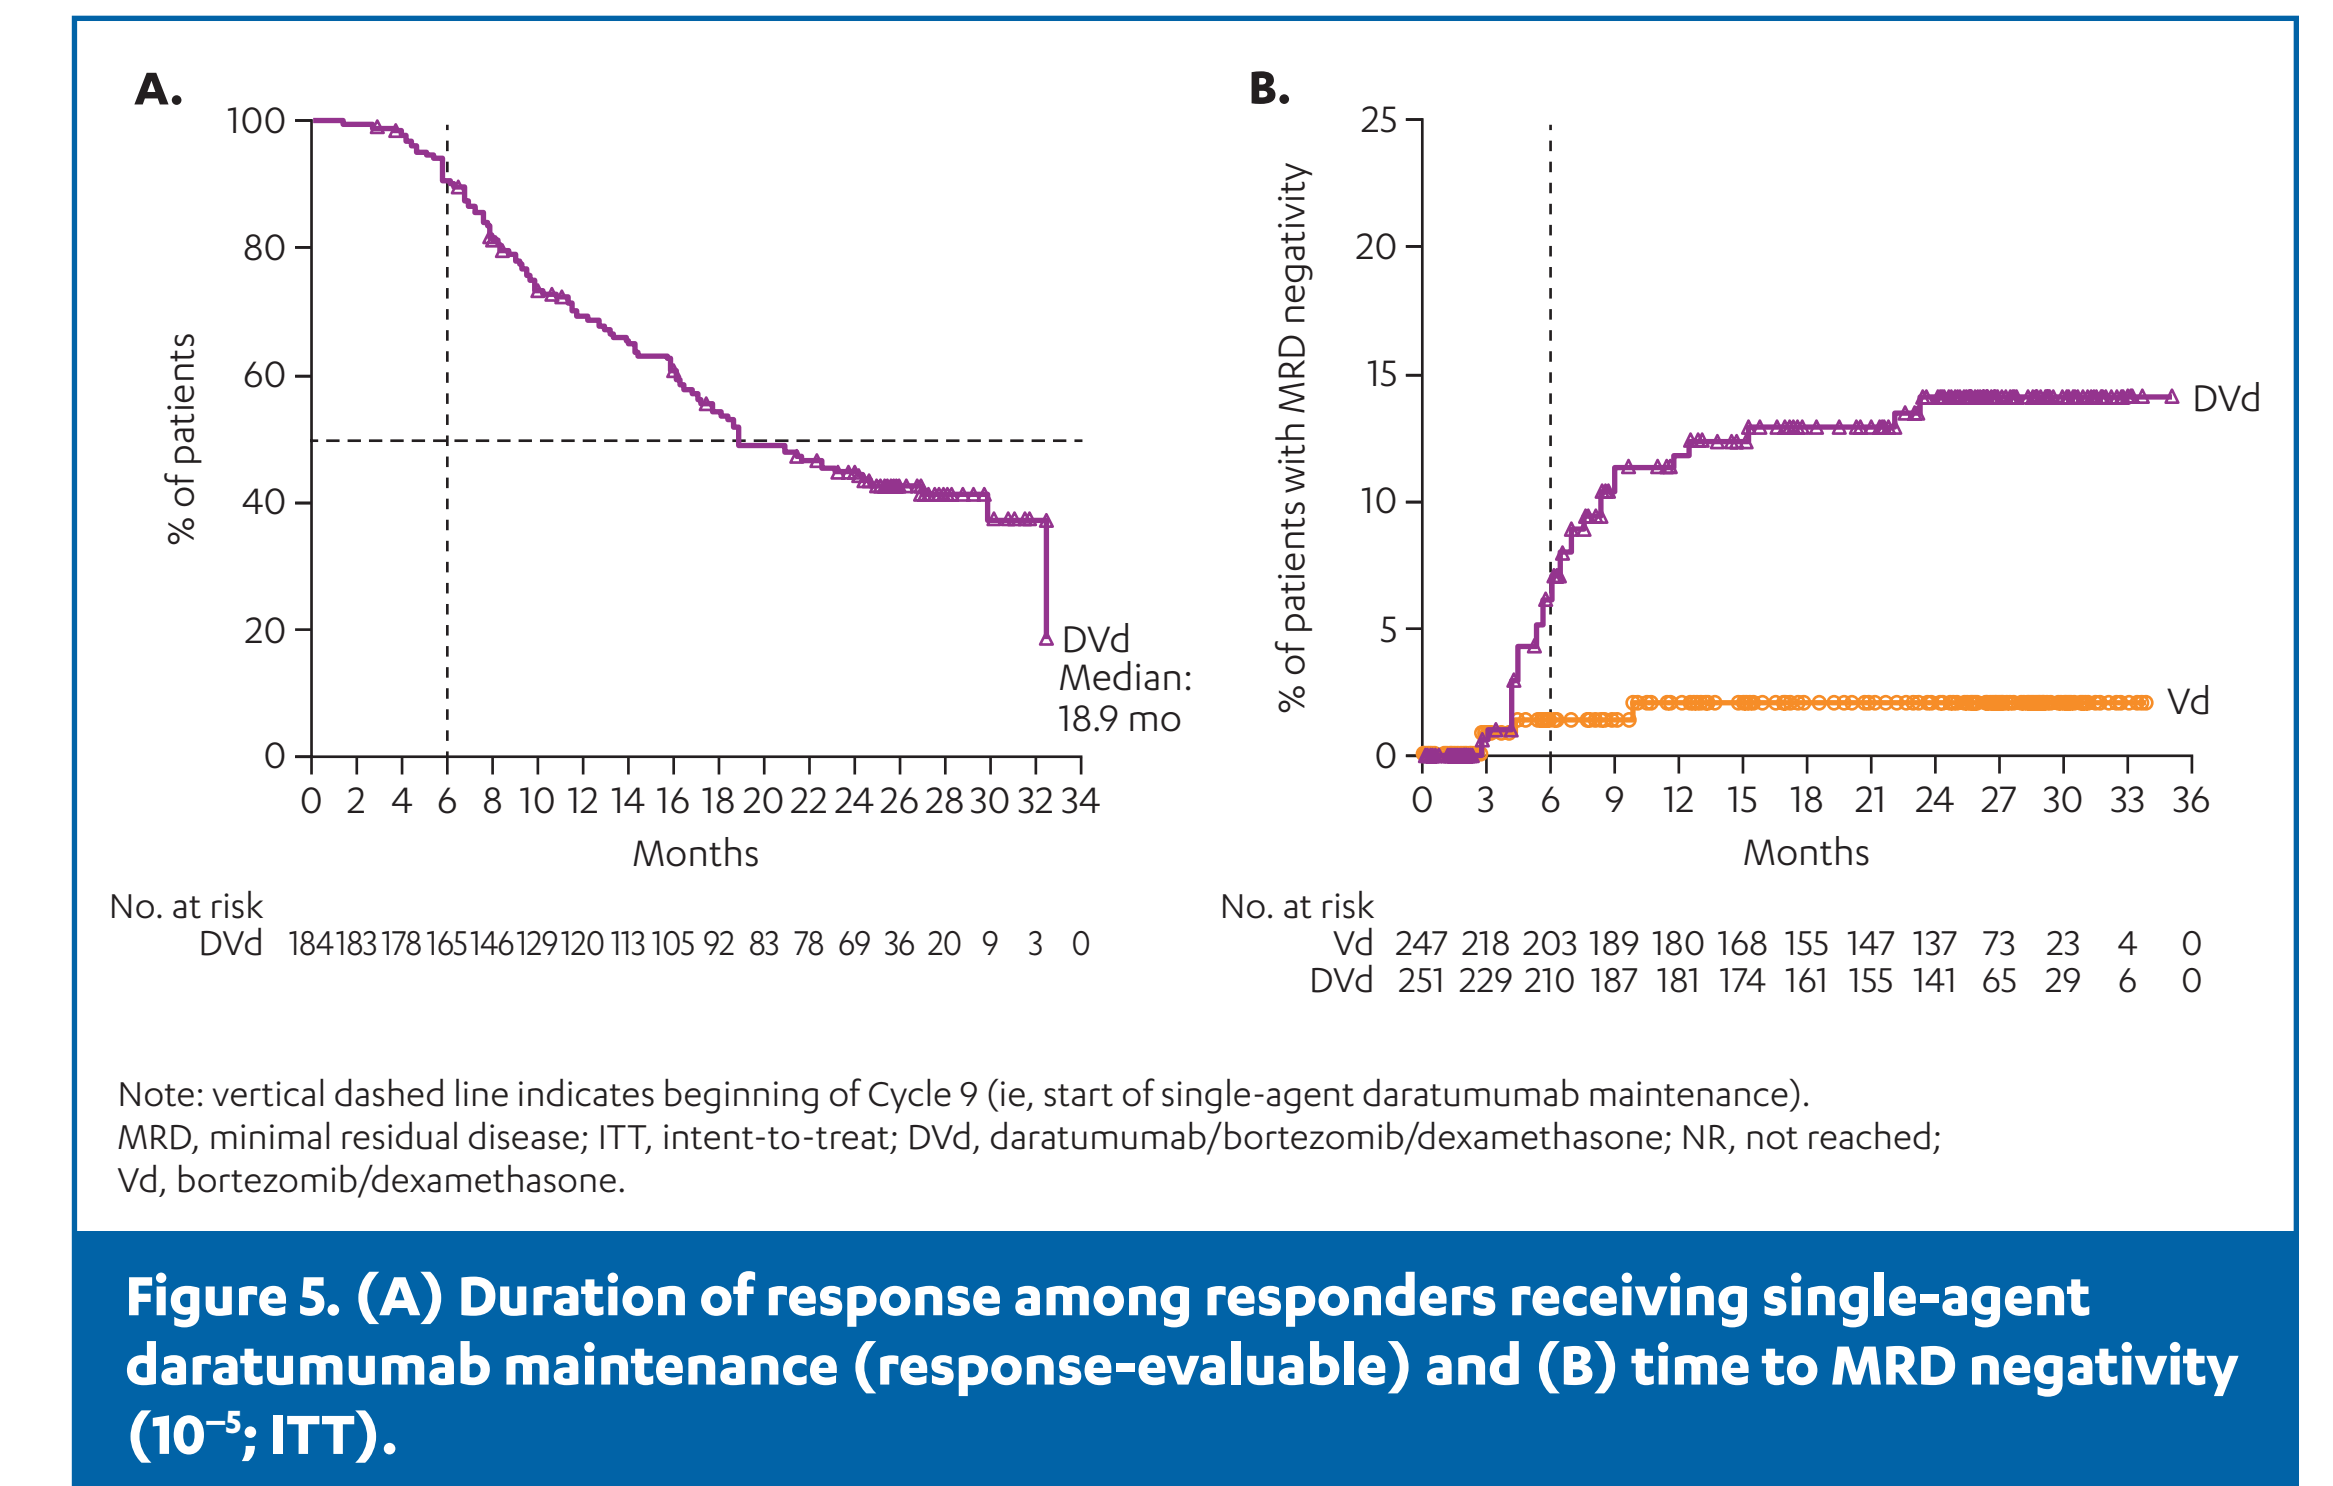 A.
100
80
60
40
20
0
% of patients
DVd
Median:
18.9 mo
0 2 4 6 8 10 12 14 16 18 20 22 24 26 28 30 32 34
Months
No. at risk
DVd 184 183 178 165 146 129 120 113 105 92 83 78 69 36 20 9 3 0
B.
25
20
15
10
5
0
% of patients with MRD negativity
DVd
Vd
0 3 6 9 12 15 18 21 24 27 30 33 36
Months
No. at risk
Vd 247 218 203 189 180 168 155 147 137 73 23 4 0
DVd 251 229 210 187 181 174 161 155 141 65 29 6 0
Note: vertical dashed line indicates beginning of Cycle 9 (ie, start of single-agent daratumumab maintenance).
MRD, minimal residual disease; ITT, intent-to-treat; DVd, daratumumab/bortezomib/dexamethasone; NR, not reached;
Vd, bortezomib/dexamethasone.
Figure 5. (A) Duration of response among responders receiving single-agent
daratumumab maintenance (response-evaluable) and (B) time to MRD negativity
(10⁻⁵; ITT).